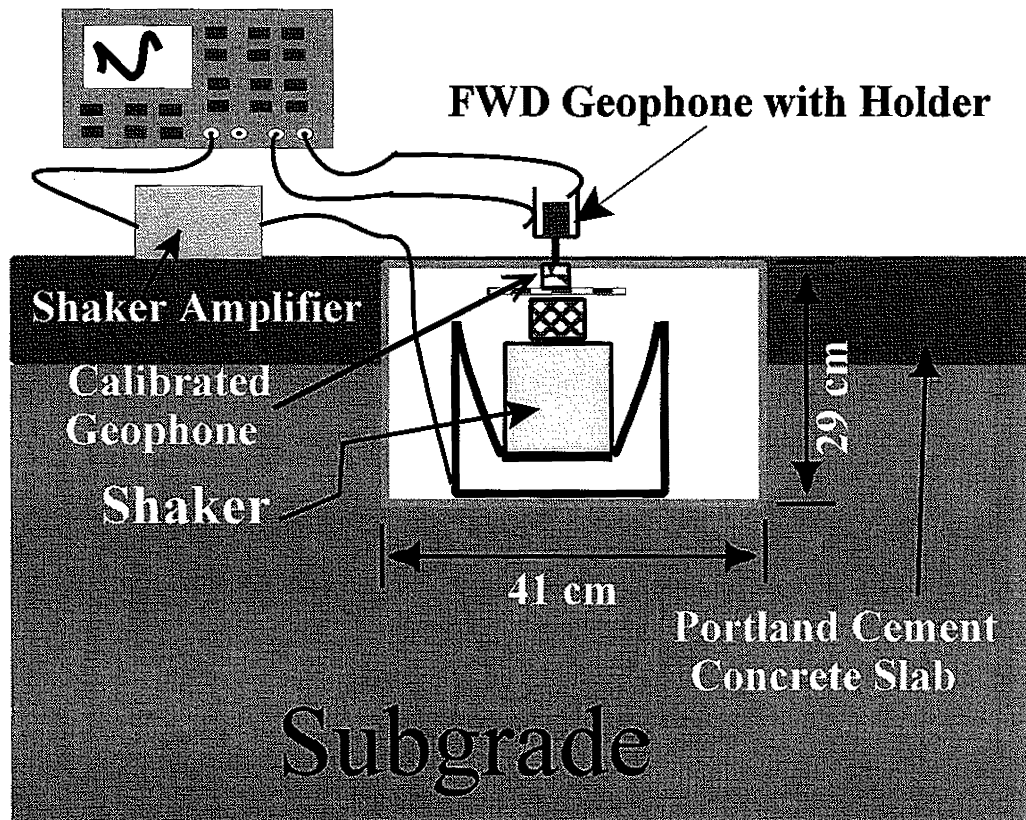 FWD Geophone with Holder
Shaker Amplifier
Calibrated
Geophone
Shaker
29 cm
41 cm
Portland Cement
Concrete Slab
Subgrade